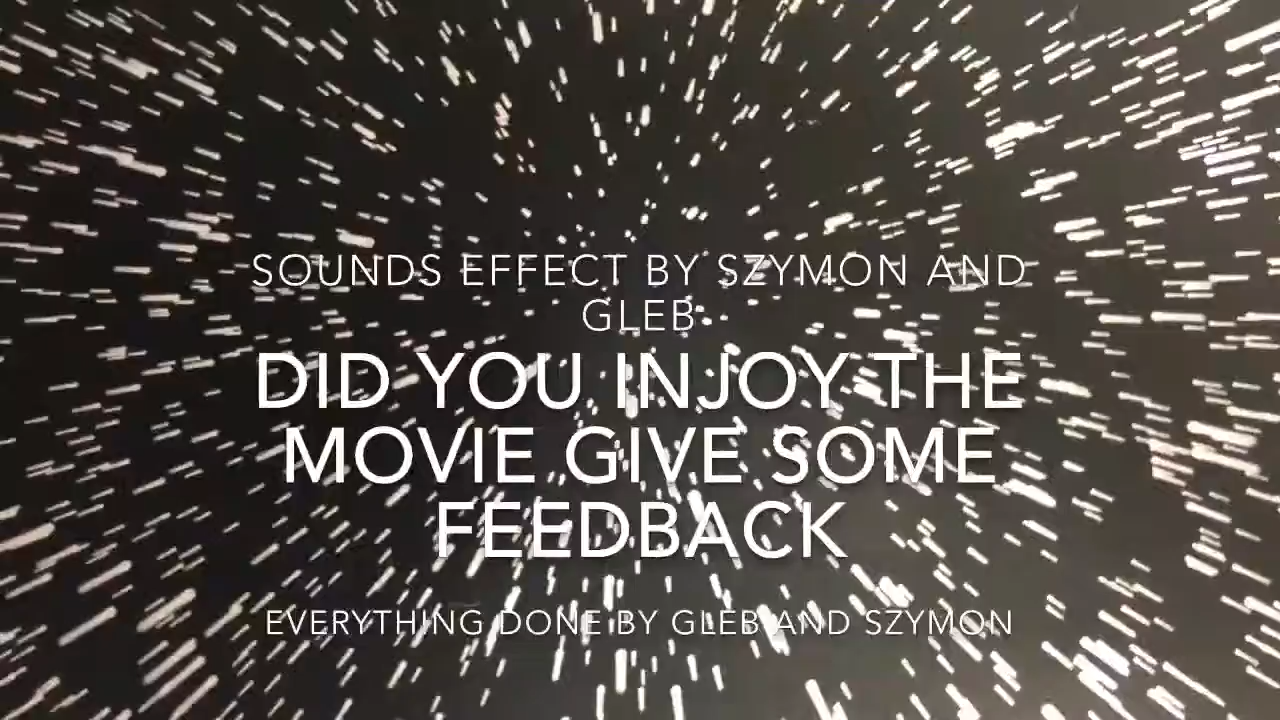 SOUNDS EFFECT BY SZYMON AND
GLEB
DID YOU INJOY THE
MOVIE GIVE SOME
FEEDBACK
EVERYTHING DONE BY GLEB AND SZYMON